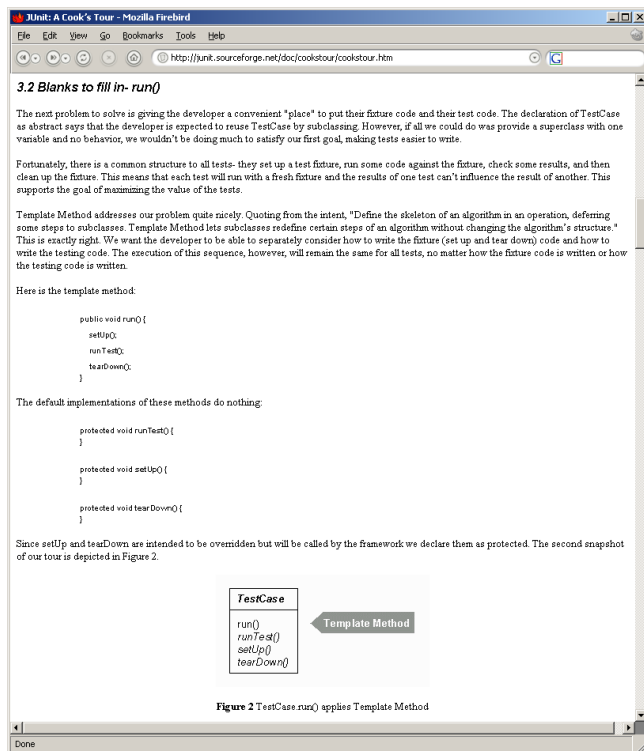 JUnit: A Cook's Tour - Mozilla Firebird
File Edit View Go Bookmarks Tools Help
http://junit.sourceforge.net/doc/cookstour/cookstour.htm
G
3.2 Blanks to fill in- run()
The next problem to solve is giving the developer a convenient "place" to put their fixture code and their test code. The declaration of TestCase
as abstract says that the developer is expected to reuse TestCase by subclassing. However, if all we could do was provide a superclass with one
variable and no behavior, we wouldn't be doing much to satisfy our first goal, making tests easier to write.
Fortunately, there is a common structure to all tests- they set up a test fixture, run some code against the fixture, check some results, and then
clean up the fixture. This means that each test will run with a fresh fixture and the results of one test can't influence the result of another. This
supports the goal of maximizing the value of the tests.
Template Method addresses our problem quite nicely. Quoting from the intent, "Define the skeleton of an algorithm in an operation, deferring
some steps to subclasses. Template Method lets subclasses redefine certain steps of an algorithm without changing the algorithm's structure."
This is exactly right. We want the developer to be able to separately consider how to write the fixture (set up and tear down) code and how to
write the testing code. The execution of this sequence, however, will remain the same for all tests, no matter how the fixture code is written or how
the testing code is written.
Here is the template method:
public void run() {
setUp();
runTest();
tearDown();
}
The default implementations of these methods do nothing:
protected void runTest() {
}
protected void setUp() {
}
protected void tearDown() {
}
Since setUp and tearDown are intended to be overridden but will be called by the framework we declare them as protected. The second snapshot
of our tour is depicted in Figure 2.
TestCase
run()
runTest()
setUp()
tearDown()
Template Method
Figure 2 TestCase.run() applies Template Method
Done